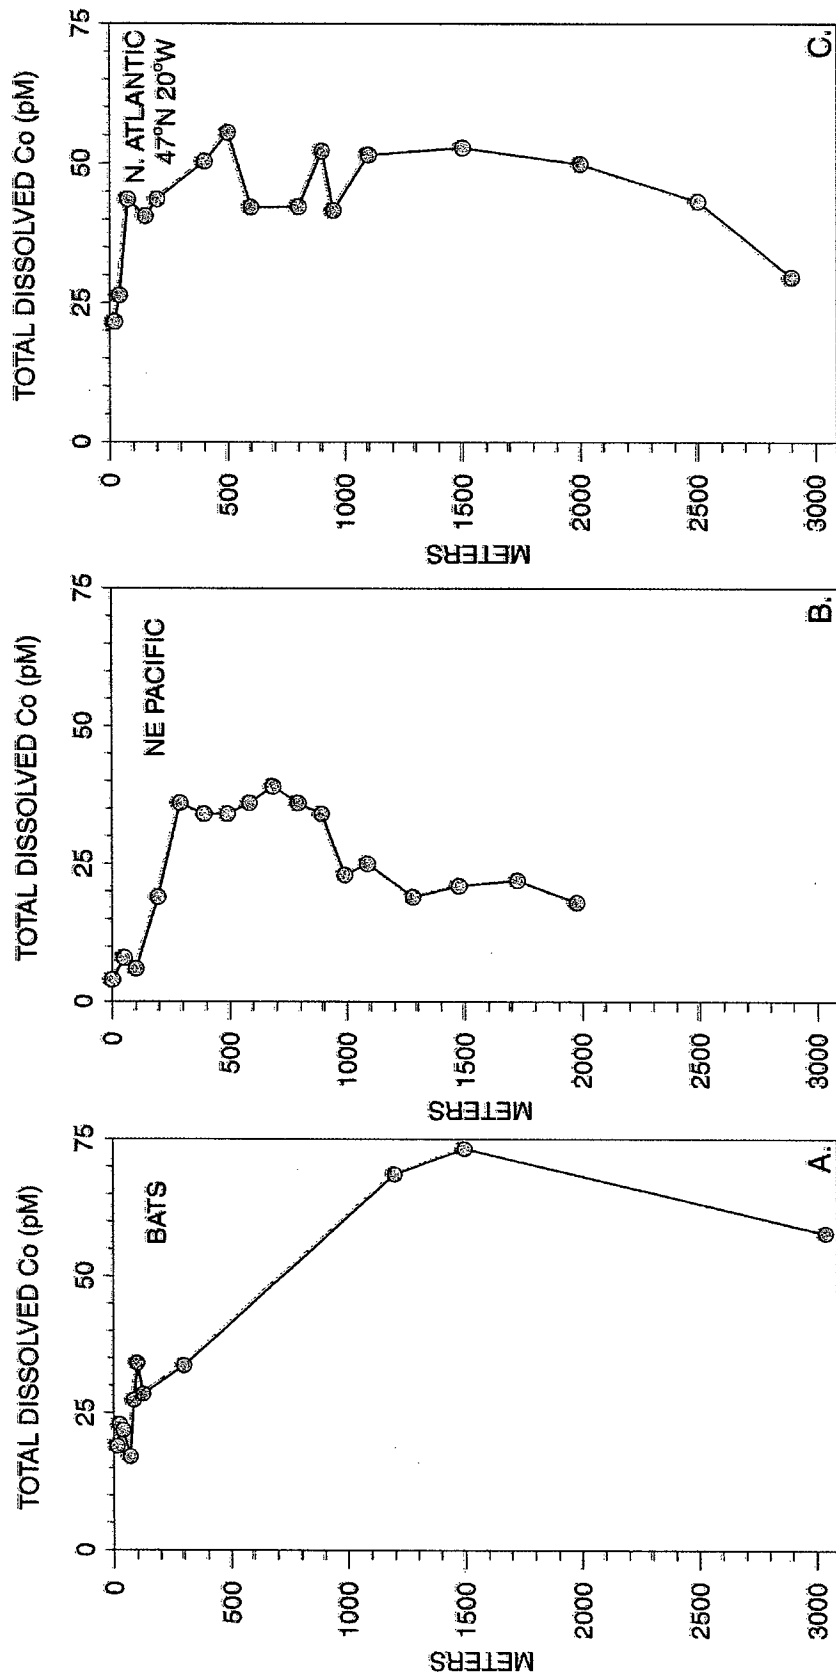 TOTAL DISSOLVED Co (pM)
0 25 50 75
0
500
1000
1500
2000
2500
3000
METERS
BATS
A.
TOTAL DISSOLVED Co (pM)
0 25 50 75
0
500
1000
1500
2000
2500
3000
METERS
NE PACIFIC
B.
TOTAL DISSOLVED Co (pM)
0 25 50 75
0
500
1000
1500
2000
2500
3000
METERS
N. ATLANTIC
47°N 20°W
C.